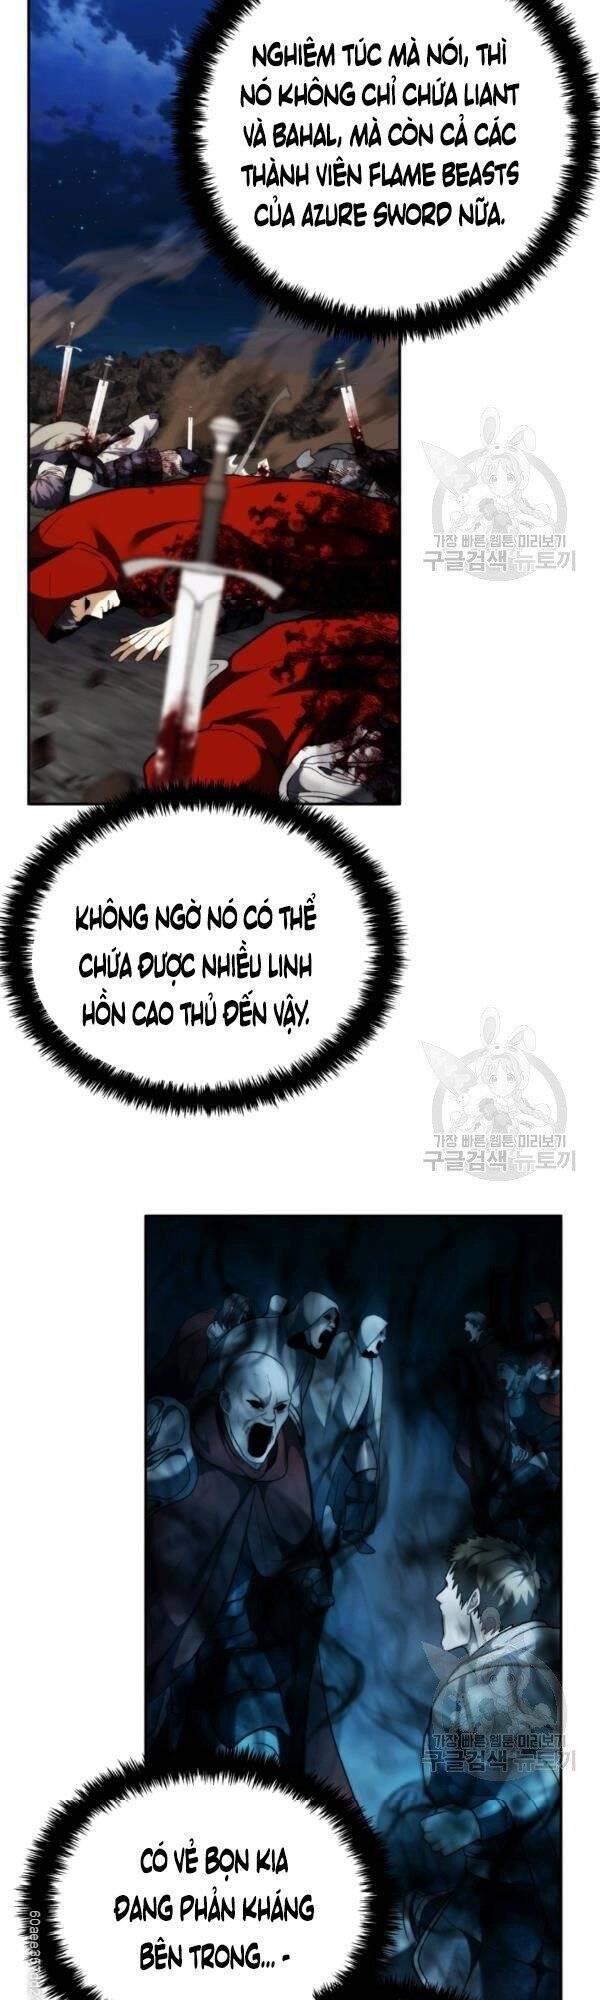 NGHIÊM TÚC MÀ NÓI, THÌ
NÓ KHÔNG CHỈ CHỨA LIANT
VÀ BAHAL, MÀ CÒN CẢ CÁC
THÀNH VIÊN FLAME BEASTS
CỦA AZURE SWORD NỮA.
가장 빠른 웹툰 미리보기
구글검색 뉴토끼
KHÔNG NGỜ NÓ CÓ THỂ
CHỨA ĐƯỢC NHIỀU LINH
HỒN CAO THỦ ĐẾN VẬY.
가장 빠른 웹툰 미리보기
구글검색 뉴토끼
가장 빠른 웹툰 미리보기
구글검색 뉴토끼
CÓ VẺ BỌN KIA
ĐANG PHẢN KHÁNG
BÊN TRONG... -